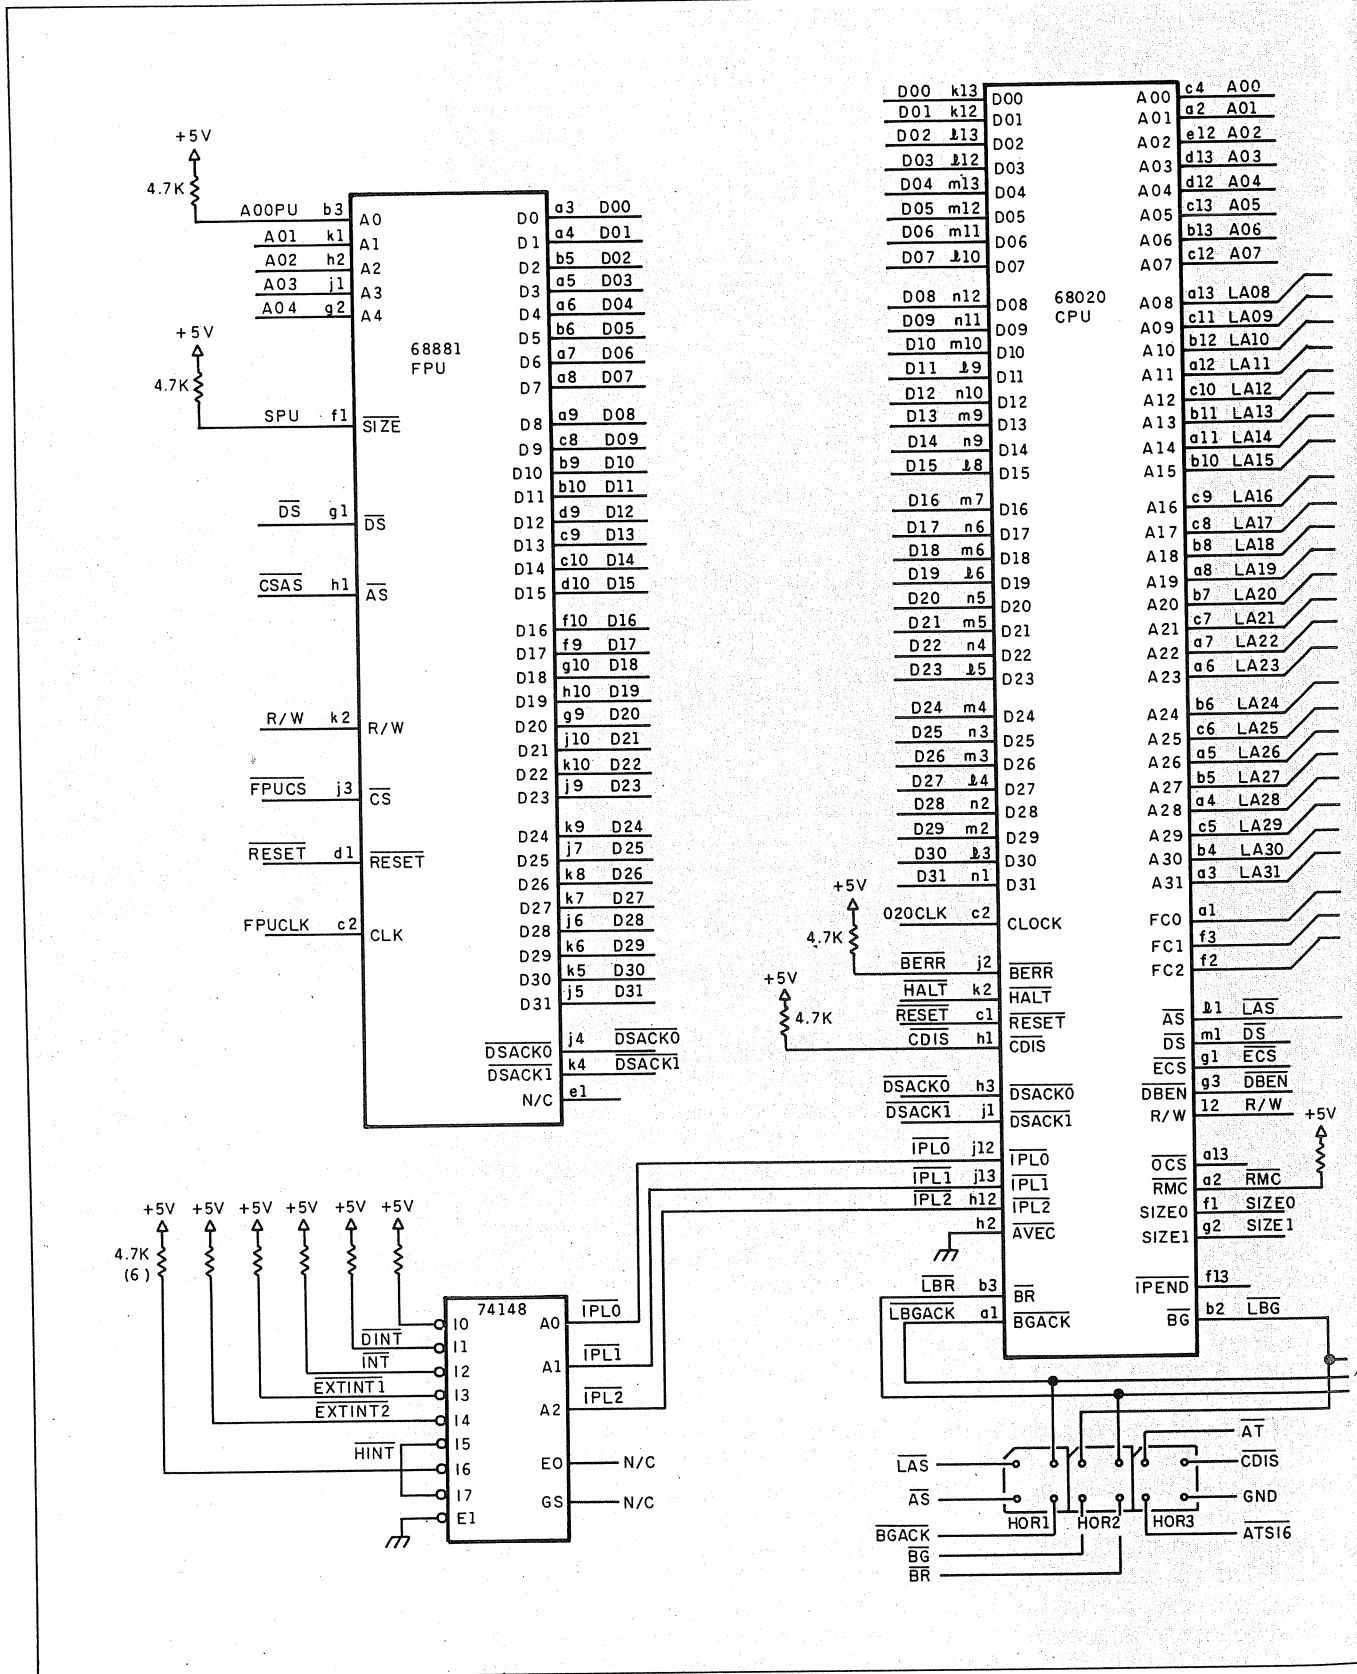 +5V
4.7K
A00PU b3 A0
A01 k1 A1
A02 h2 A2
A03 j1 A3
A04 g2 A4
+5V
4.7K
SPU f1 SIZE
DS g1 DS
CSAS h1 AS
R/W k2 R/W
FPUCS j3 CS
RESET d1 RESET
FPUCLK c2 CLK
68881
FPU
D0 a3 D00
D1 a4 D01
D2 b5 D02
D3 a5 D03
D4 a6 D04
D5 b6 D05
D6 a7 D06
D7 a8 D07
D8 a9 D08
D9 c8 D09
D10 b9 D10
D11 b10 D11
D12 d9 D12
D13 c9 D13
D14 c10 D14
D15 d10 D15
D16 f10 D16
D17 f9 D17
D18 g10 D18
D19 h10 D19
D20 g9 D20
D21 j10 D21
D22 k10 D22
D23 j9 D23
D24 k9 D24
D25 j7 D25
D26 k8 D26
D27 k7 D27
D28 j6 D28
D29 k6 D29
D30 k5 D30
D31 j5 D31
DSACK0 j4 DSACK0
DSACK1 k4 DSACK1
N/C e1
D00 k13 D00
D01 k12 D01
D02 l13 D02
D03 l12 D03
D04 m13 D04
D05 m12 D05
D06 m11 D06
D07 l10 D07
D08 n12 D08
D09 n11 D09
D10 m10 D10
D11 l9 D11
D12 n10 D12
D13 m9 D13
D14 n9 D14
D15 l8 D15
D16 m7 D16
D17 n6 D17
D18 m6 D18
D19 l6 D19
D20 n5 D20
D21 m5 D21
D22 n4 D22
D23 l5 D23
D24 m4 D24
D25 n3 D25
D26 m3 D26
D27 l4 D27
D28 n2 D28
D29 m2 D29
D30 l3 D30
D31 n1 D31
+5V
4.7K
020CLK c2 CLOCK
BERR j2 BERR
+5V
4.7K
HALT k2 HALT
RESET c1 RESET
CDIS h1 CDIS
DSACK0 h3 DSACK0
DSACK1 j1 DSACK1
IPL0 j12 IPL0
IPL1 j13 IPL1
IPL2 h12 IPL2
h2 AVEC
LBR b3 BR
LBGACK a1 BGACK
68020
CPU
A00 c4 A00
A01 a2 A01
A02 e12 A02
A03 d13 A03
A04 d12 A04
A05 c13 A05
A06 b13 A06
A07 c12 A07
A08 a13 LA08
A09 c11 LA09
A10 b12 LA10
A11 a12 LA11
A12 c10 LA12
A13 b11 LA13
A14 a11 LA14
A15 b10 LA15
A16 c9 LA16
A17 c8 LA17
A18 b8 LA18
A19 a8 LA19
A20 b7 LA20
A21 c7 LA21
A22 a7 LA22
A23 a6 LA23
A24 b6 LA24
A25 c6 LA25
A26 a5 LA26
A27 b5 LA27
A28 a4 LA28
A29 c5 LA29
A30 b4 LA30
A31 a3 LA31
FC0 a1
FC1 f3
FC2 f2
AS l1 LAS
DS m1 DS
ECS g1 ECS
DBEN g3 DBEN
R/W 12 R/W
+5V
OCS a13
RMC a2 RMC
SIZE0 f1 SIZE0
SIZE1 g2 SIZE1
IPEND f13
BG b2 LBG
+5V +5V +5V +5V +5V +5V
4.7K
(6)
74148
I0
DINT I1
INT I2
EXTINT1 I3
EXTINT2 I4
I5
HINT I6
I7
E1
A0 IPL0
A1 IPL1
A2 IPL2
EO N/C
GS N/C
LAS
AS
BGACK
BG
BR
HOR1 HOR2 HOR3
AT
CDIS
GND
ATS16